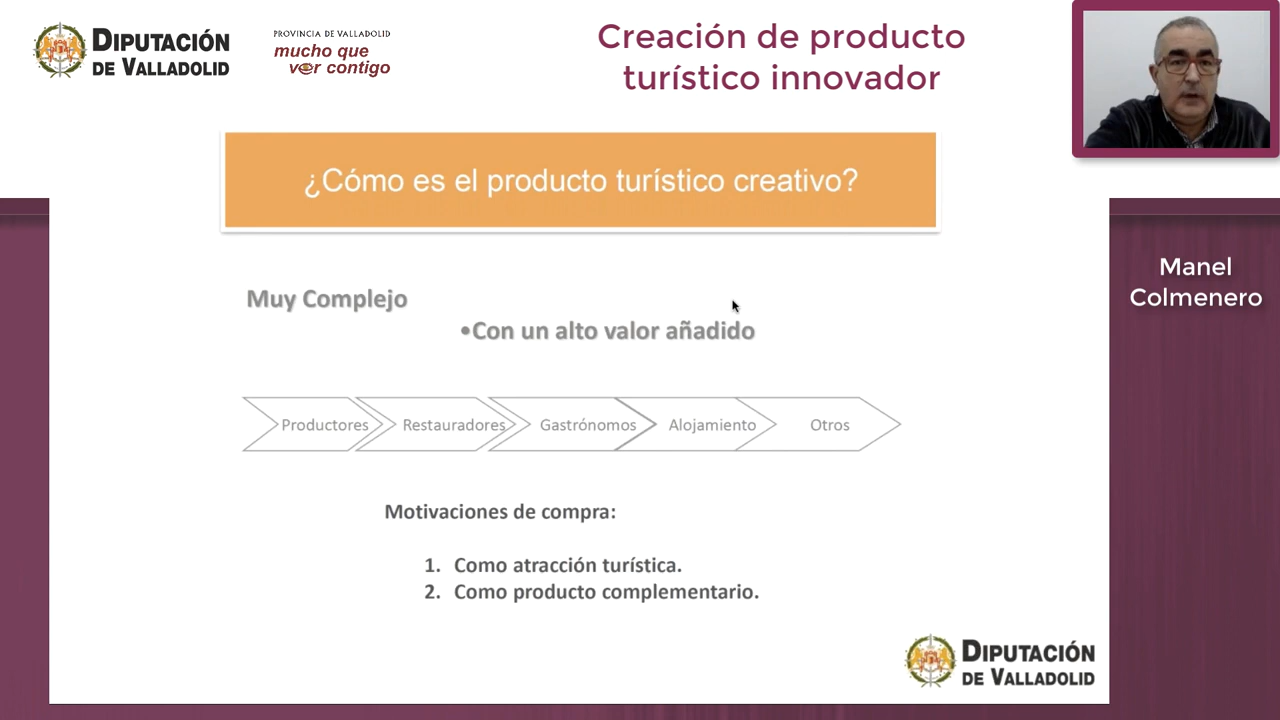 DIPUTACIÓN
DE VALLADOLID
PROVINCIA DE VALLADOLID
mucho que
ver contigo
Creación de producto
turístico innovador
¿Cómo es el producto turístico creativo?
Manel
Colmenero
Muy Complejo
•Con un alto valor añadido
Productores Restauradores Gastrónomos Alojamiento Otros
Motivaciones de compra:
1. Como atracción turística.
2. Como producto complementario.
DIPUTACIÓN
DE VALLADOLID